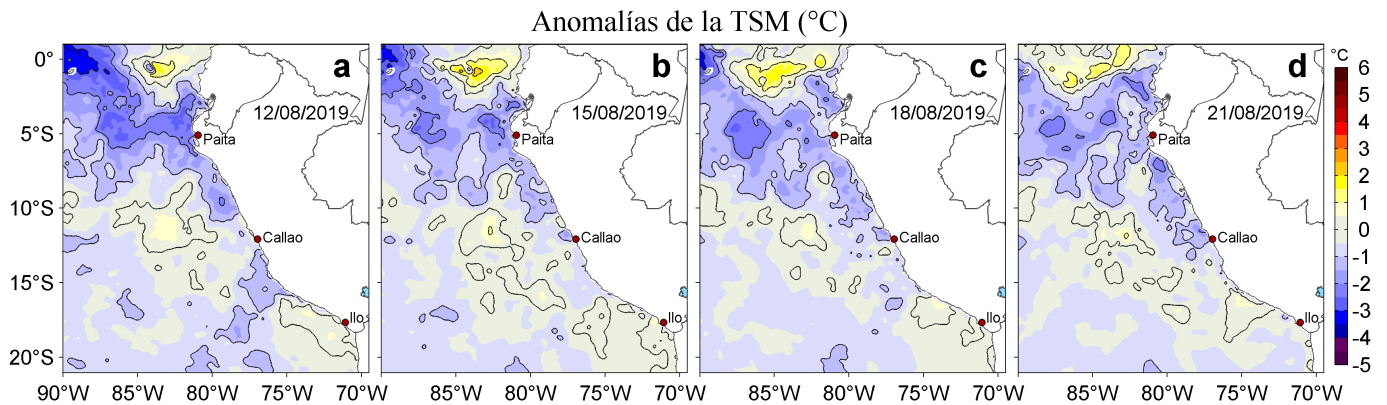 Anomalías de la TSM (°C)
a
b
c
d
12/08/2019
15/08/2019
18/08/2019
21/08/2019
0°
5°S
10°S
15°S
20°S
Paita
Callao
Ilo
Paita
Callao
Ilo
Paita
Callao
Ilo
Paita
Callao
Ilo
90°W 85°W 80°W 75°W 70°W
85°W 80°W 75°W 70°W
85°W 80°W 75°W 70°W
85°W 80°W 75°W 70°W
°C
6
5
4
3
2
1
0
-1
-2
-3
-4
-5